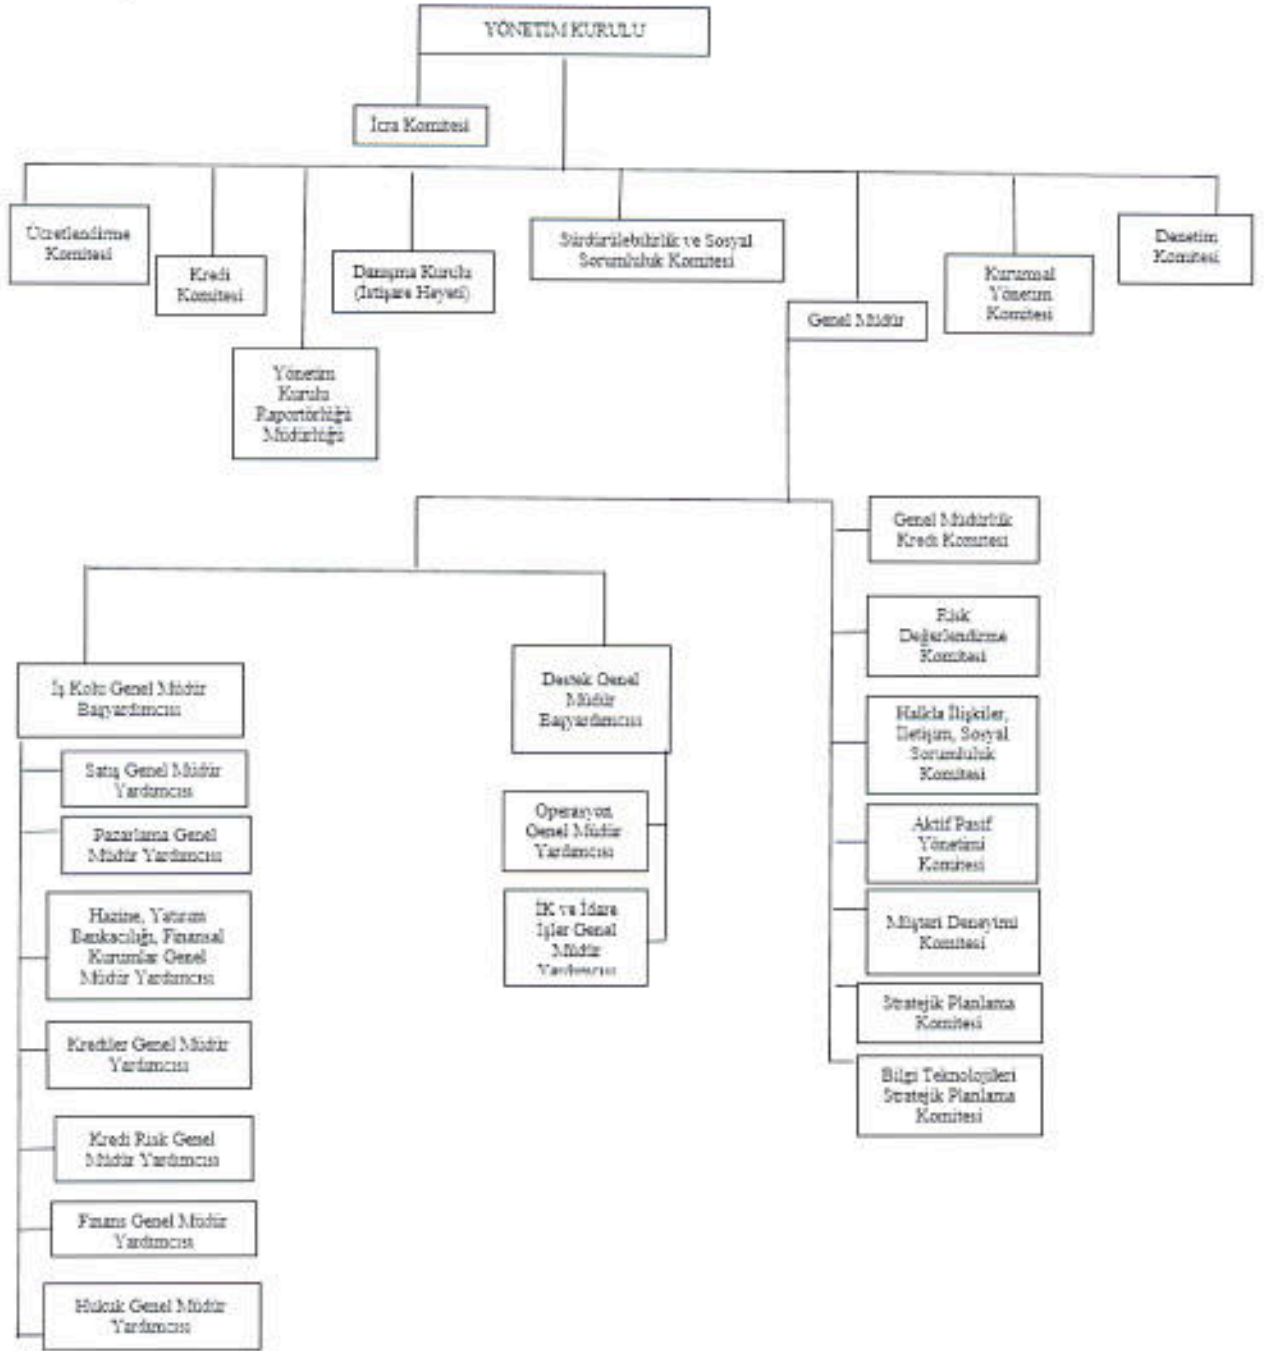 YÖNETİM KURULU
İcra Komitesi
Ücretlendirme
Komitesi
Kredi
Komitesi
Yönetim
Kurulu
Raportörlüğü
Müdürlüğü
Danışma Kurulu
(İstişare Heyeti)
Sürdürülebilirlik ve Sosyal
Sorumluluk Komitesi
Genel Müdür
Kurumsal
Yönetim
Komitesi
Denetim
Komitesi
Genel Müdürlük
Kredi Komitesi
Risk
Değerlendirme
Komitesi
Halkla İlişkiler,
İletişim, Sosyal
Sorumluluk
Komitesi
Aktif Pasif
Yönetimi
Komitesi
Müşteri Deneyimi
Komitesi
Stratejik Planlama
Komitesi
Bilgi Teknolojileri
Stratejik Planlama
Komitesi
İş Kolu Genel Müdür
Başyardımcısı
Satış Genel Müdür
Yardımcısı
Pazarlama Genel
Müdür Yardımcısı
Hazine, Yatırım
Bankacılığı, Finansal
Kurumlar Genel
Müdür Yardımcısı
Krediler Genel Müdür
Yardımcısı
Kredi Risk Genel
Müdür Yardımcısı
Finans Genel Müdür
Yardımcısı
Hukuk Genel Müdür
Yardımcısı
Destek Genel
Müdür
Başyardımcısı
Operasyon
Genel Müdür
Yardımcısı
İK ve İdare
İşler Genel
Müdür
Yardımcısı